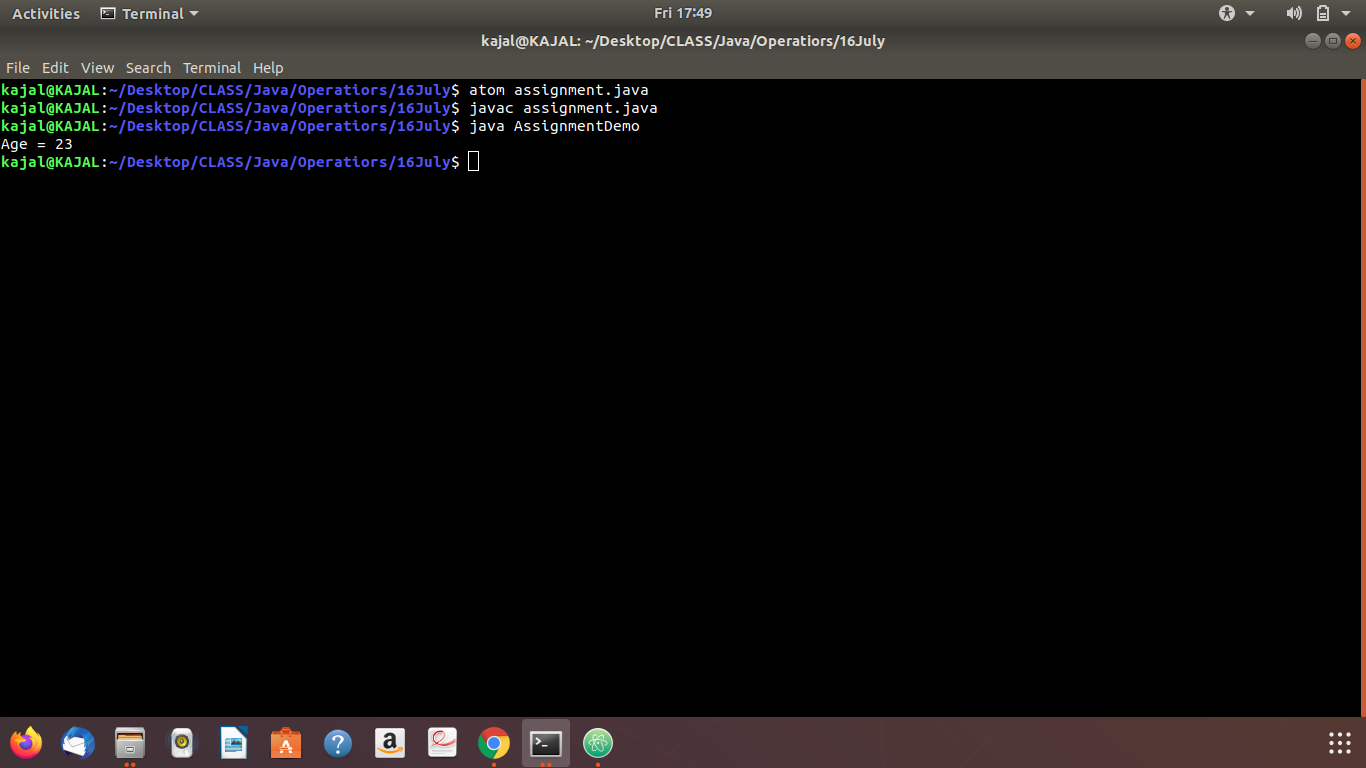 Activities Terminal Fri 17:49
kajal@KAJAL: ~/Desktop/CLASS/Java/Operatiors/16July
File Edit View Search Terminal Help
kajal@KAJAL:~/Desktop/CLASS/Java/Operatiors/16July$ atom assignment.java
kajal@KAJAL:~/Desktop/CLASS/Java/Operatiors/16July$ javac assignment.java
kajal@KAJAL:~/Desktop/CLASS/Java/Operatiors/16July$ java AssignmentDemo
Age = 23
kajal@KAJAL:~/Desktop/CLASS/Java/Operatiors/16July$